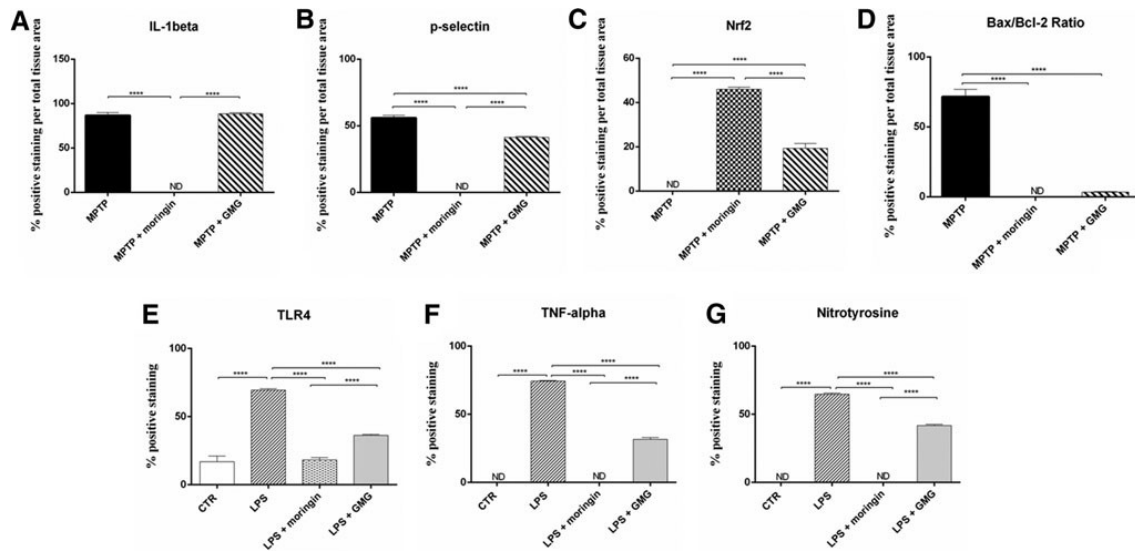 A
IL-1beta
% positive staining per total tissue area
150
100
50
0
****
****
ND
MPTP
MPTP + moringin
MPTP + GMG
B
p-selectin
% positive staining per total tissue area
100
50
0
****
****
****
ND
MPTP
MPTP + moringin
MPTP + GMG
C
Nrf2
% positive staining per total tissue area
60
40
20
0
****
****
****
ND
MPTP
MPTP + moringin
MPTP + GMG
D
Bax/Bcl-2 Ratio
% positive staining per total tissue area
100
50
0
****
****
ND
MPTP
MPTP + moringin
MPTP + GMG
E
TLR4
% positive staining
100
50
0
****
****
****
****
CTR
LPS
LPS + moringin
LPS + GMG
F
TNF-alpha
% positive staining
100
50
0
****
****
****
****
ND
ND
CTR
LPS
LPS + moringin
LPS + GMG
G
Nitrotyrosine
% positive staining
100
50
0
****
****
****
****
ND
ND
CTR
LPS
LPS + moringin
LPS + GMG